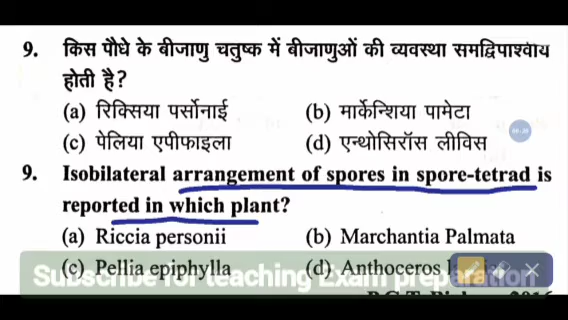 9. किस पौधे के बीजाणु चतुष्क में बीजाणुओं की व्यवस्था समद्विपार्श्वीय
होती है?
(a) रिक्सिया पर्सोनाई (b) मार्केन्शिया पामेटा
(c) पेलिया एपीफाइला (d) एन्थोसिरॉस लीविस
9. Isobilateral arrangement of spores in spore-tetrad is
reported in which plant?
(a) Riccia personii (b) Marchantia Palmata
(c) Pellia epiphylla (d) Anthoceros
Subscribe for teaching Exam preparation